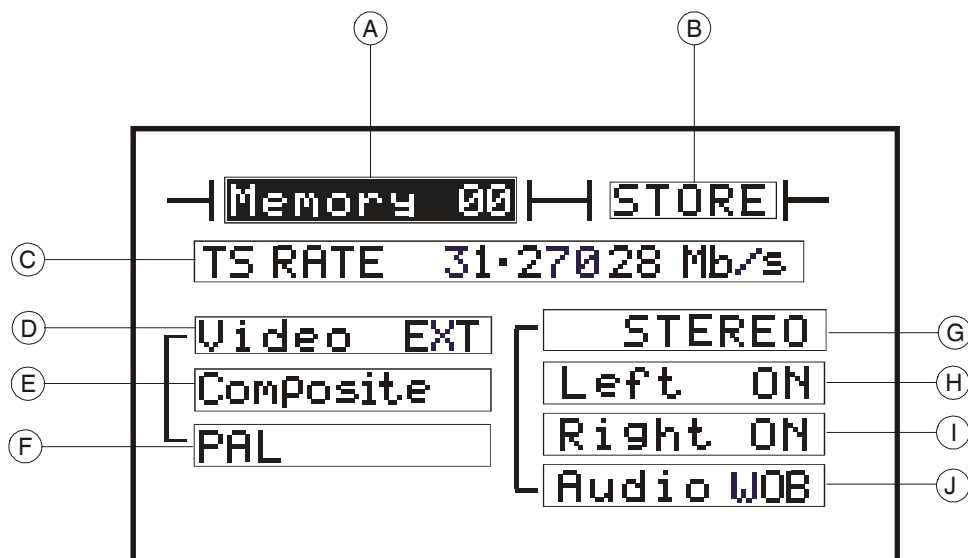 A B
Memory 00 STORE
C TS RATE 31·27028 Mb/s
D Video EXT STEREO G
E Composite Left ON H
F PAL Right ON I
Audio WOB J